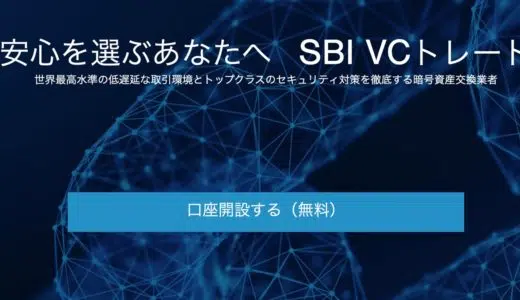 安心を選ぶあなたへ SBI VCトレード
世界最高水準の低遅延な取引環境とトップクラスのセキュリティ対策を徹底する暗号資産交換業者
口座開設する（無料）